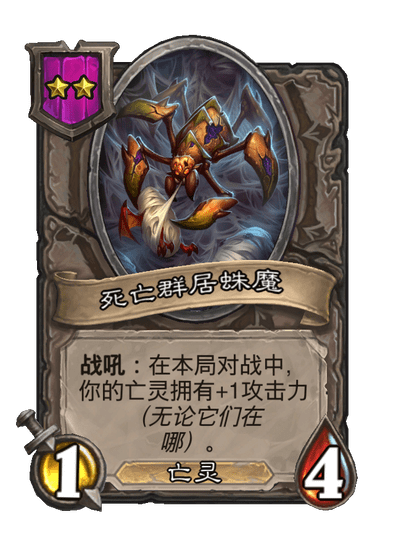 死亡群居蛛魔
战吼：在本局对战中，
你的亡灵拥有+1攻击力
（无论它们在
哪）。
亡灵
1
4